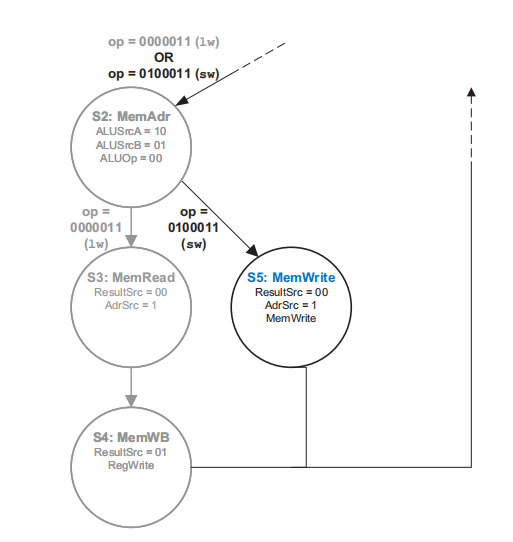 op = 0000011 (lw)
OR
op = 0100011 (sw)
S2: MemAdr
ALUSrcA = 10
ALUSrcB = 01
ALUOp = 00
op =
0000011
(lw)
op =
0100011
(sw)
S3: MemRead
ResultSrc = 00
AdrSrc = 1
S5: MemWrite
ResultSrc = 00
AdrSrc = 1
MemWrite
S4: MemWB
ResultSrc = 01
RegWrite